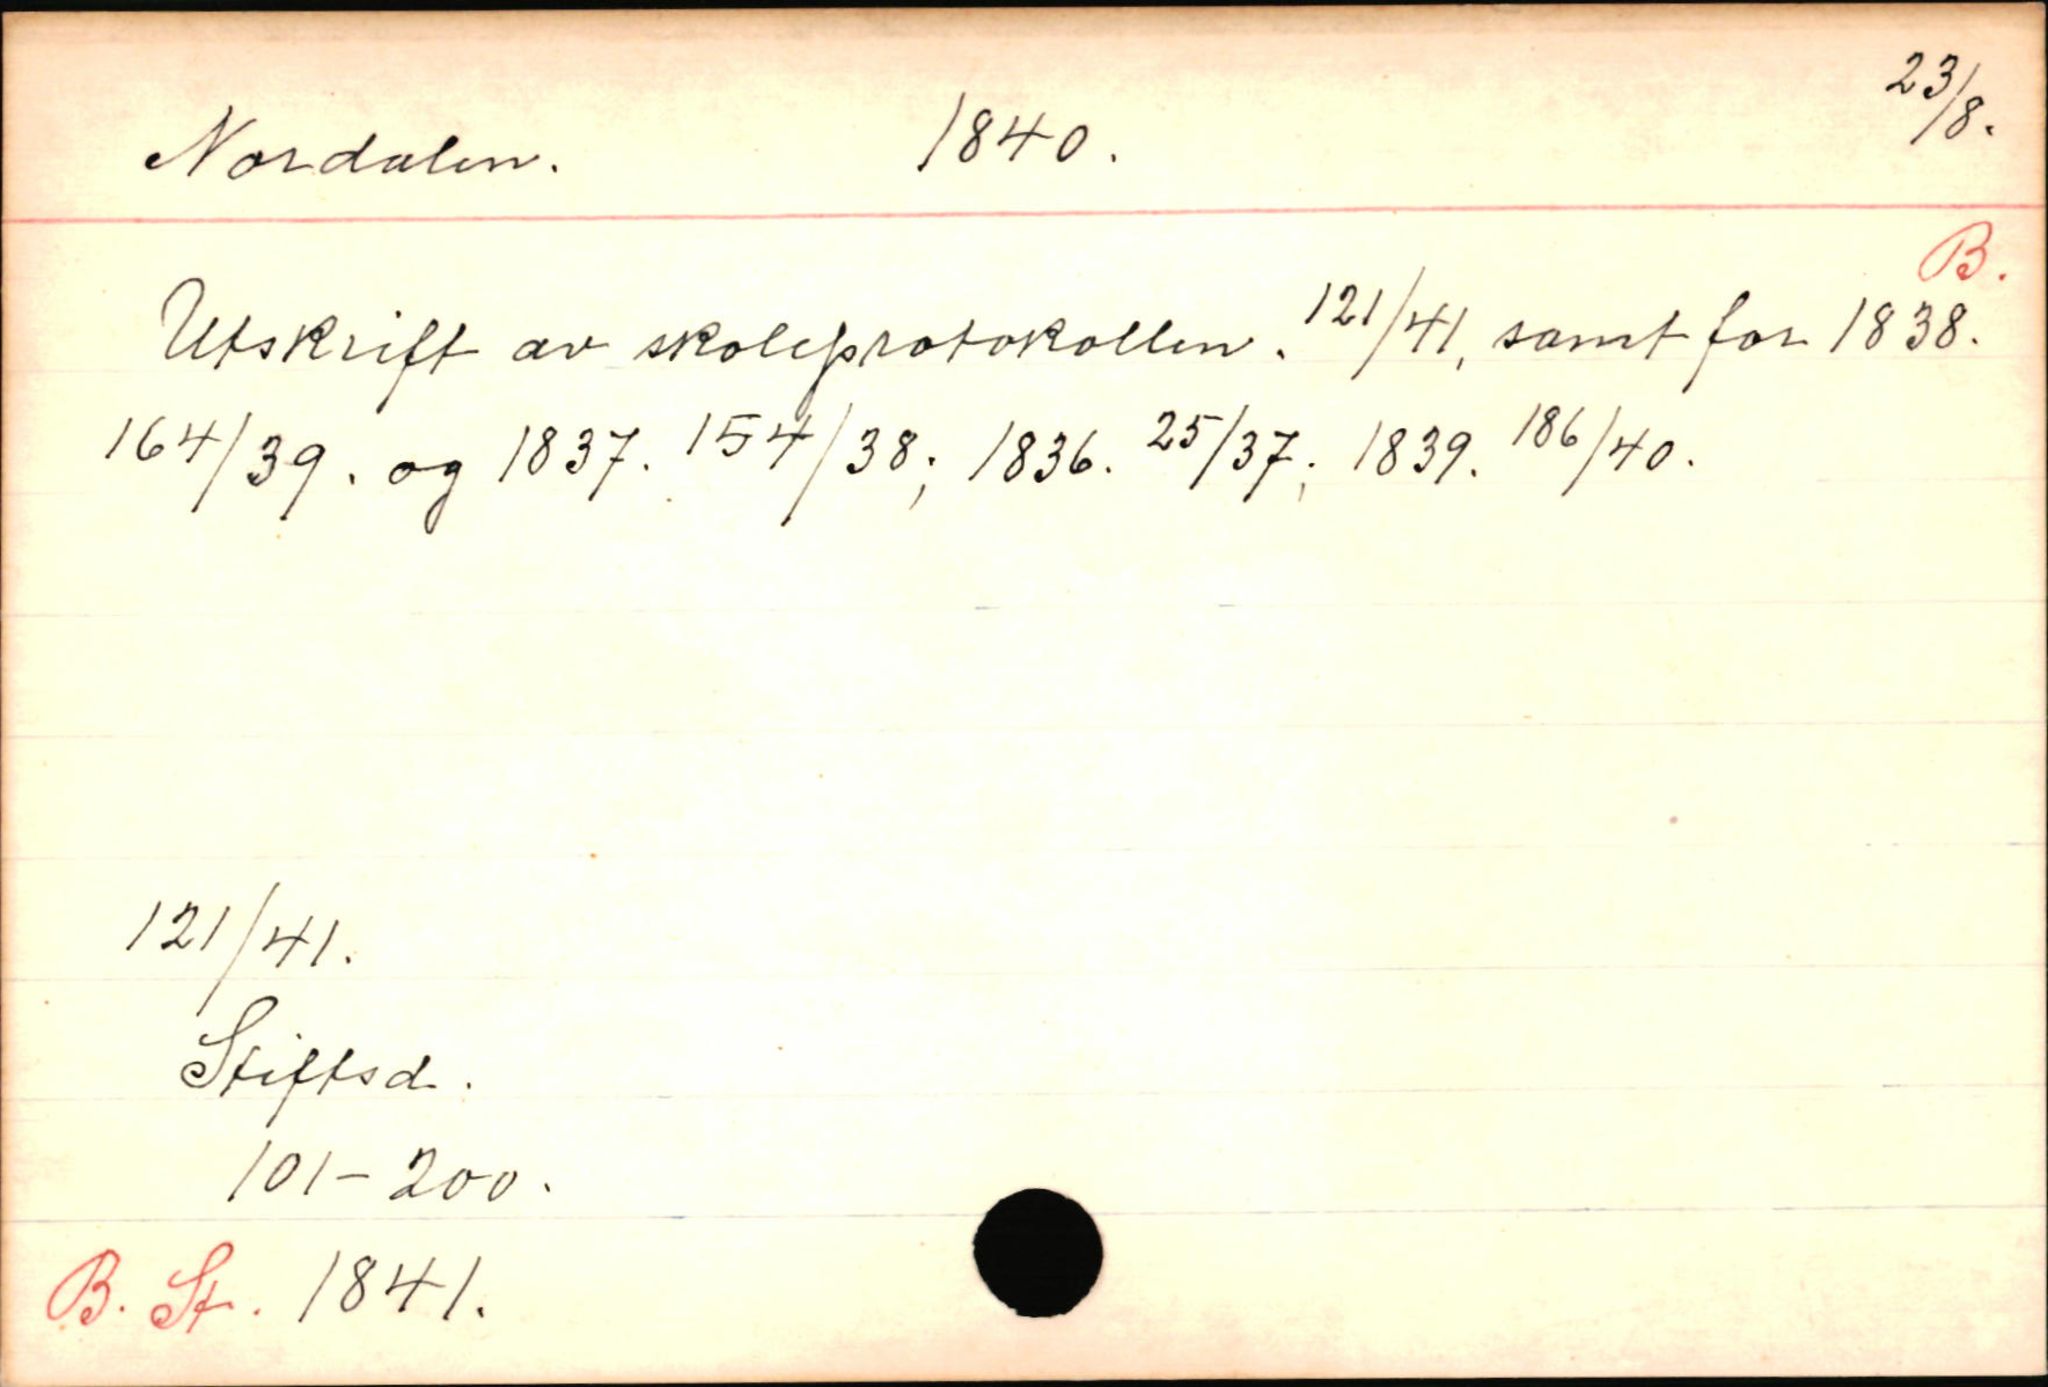 Nordalen. 1840. 23/8.
B.
Utskrift av skoleprotokollen. 121/41, samt for 1838.
164/39. og 1837. 154/38; 1836. 25/37; 1839. 186/40.
121/41.
Stiftsd.
101-200.
B. St. 1841.